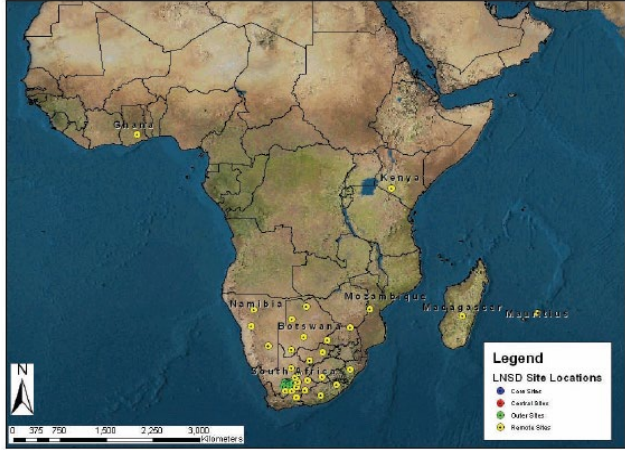 Ghana
Kenya
Namibia
Mozambique
Madagascar
Mauritius
Botswana
South Africa
N
0 375 750 1,500 2,250 3,000
Kilometers
Legend
LNSD Site Locations
Core Sites
Central Sites
Outer Sites
Remote Sites